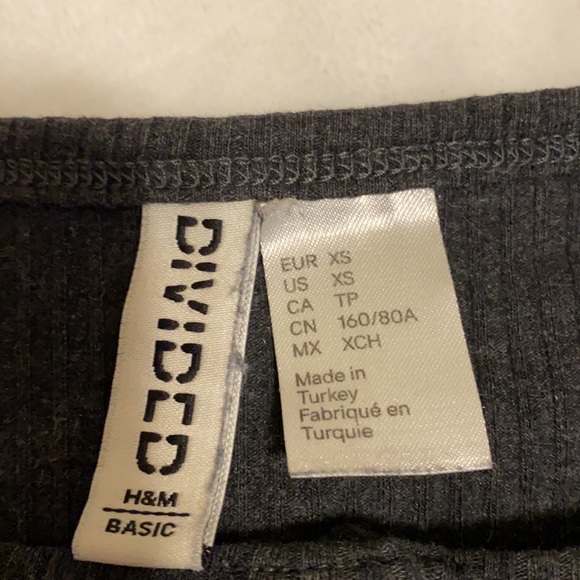 DIVIDED
H&M
BASIC
EUR XS
US XS
CA TP
CN 160/80A
MX XCH
Made in
Turkey
Fabriqué en
Turquie